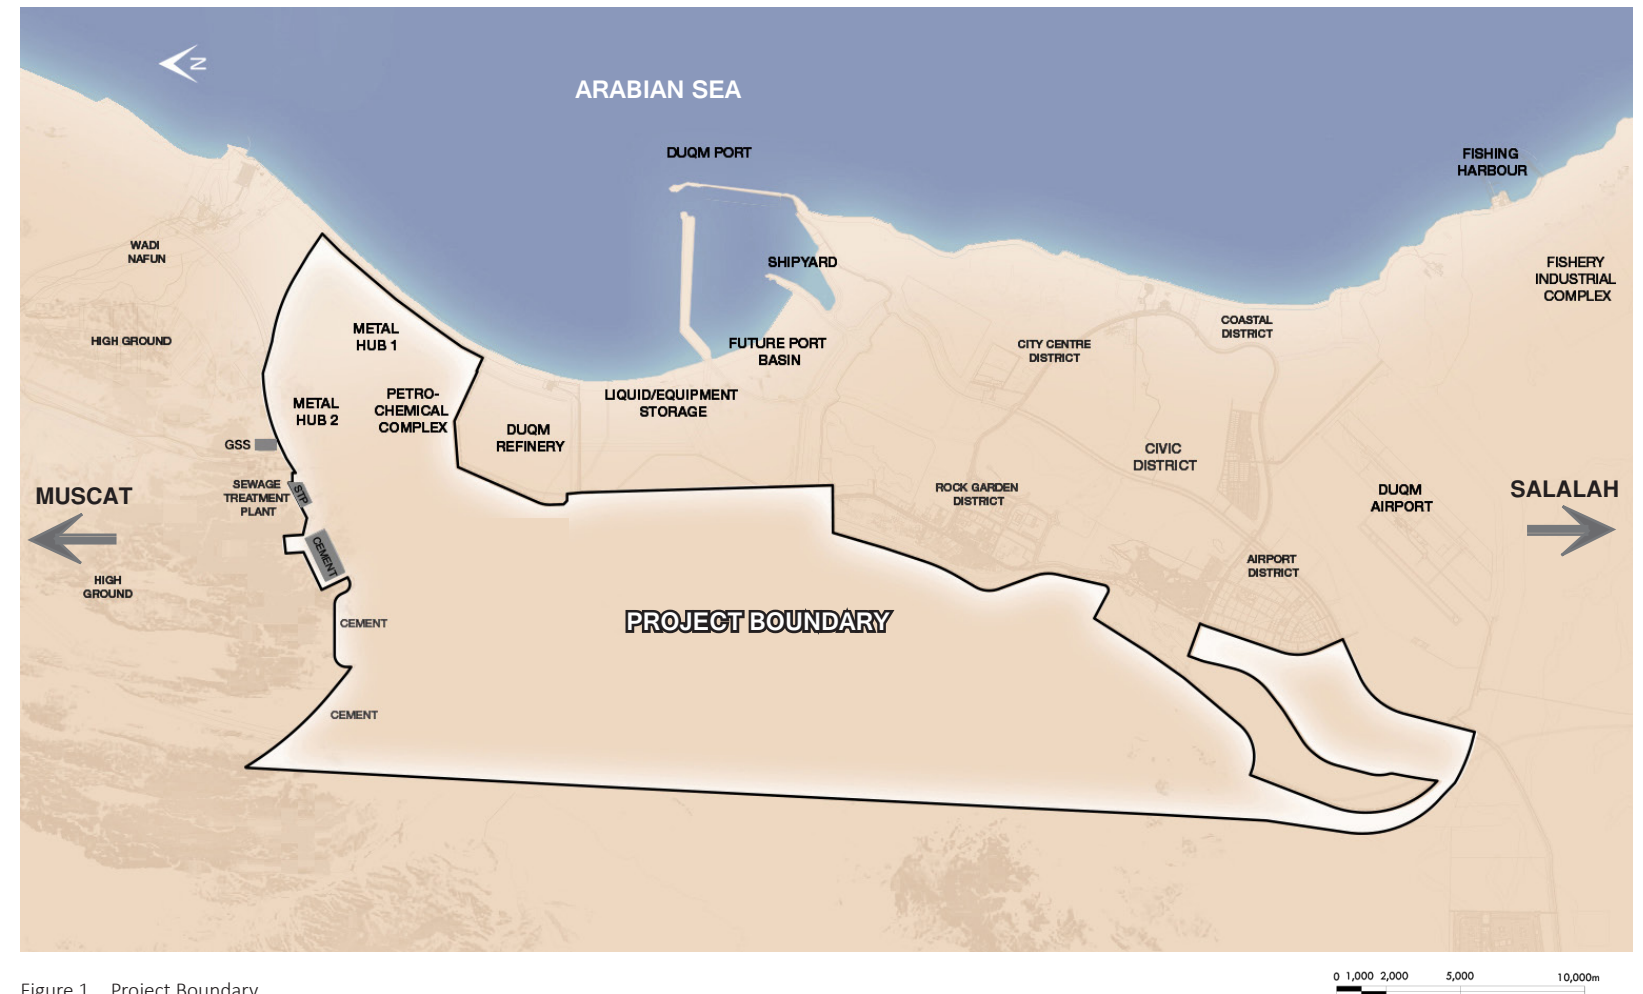 N
ARABIAN SEA
DUQM PORT
FISHING
HARBOUR
WADI
NAFUN
SHIPYARD
FISHERY
INDUSTRIAL
COMPLEX
HIGH GROUND
METAL
HUB 1
FUTURE PORT
BASIN
CITY CENTRE
DISTRICT
COASTAL
DISTRICT
METAL
HUB 2
PETRO-
CHEMICAL
COMPLEX
LIQUID/EQUIPMENT
STORAGE
GSS
DUQM
REFINERY
CIVIC
DISTRICT
MUSCAT
SEWAGE
TREATMENT
PLANT
STP
ROCK GARDEN
DISTRICT
DUQM
AIRPORT
SALALAH
CEMENT
HIGH
GROUND
AIRPORT
DISTRICT
CEMENT
PROJECT BOUNDARY
CEMENT
0 1,000 2,000 5,000 10,000m
Figure 1 Project Boundary